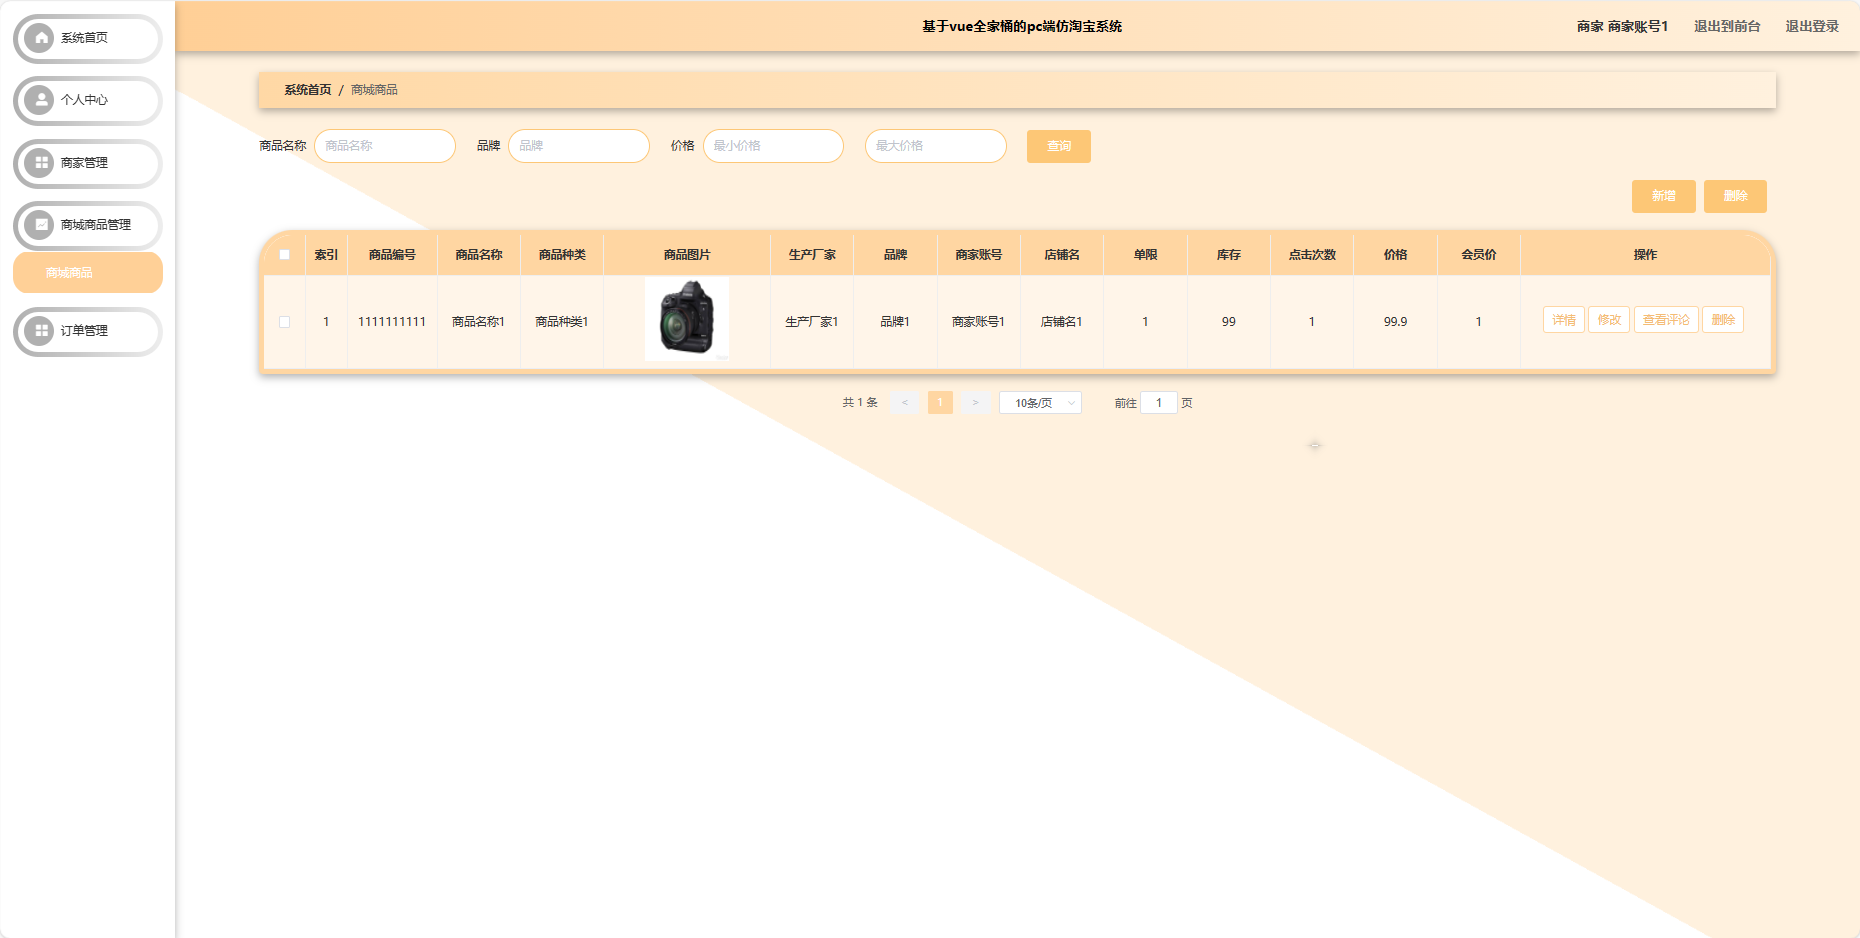 基于vue全家桶的pc端仿淘宝系统
商家 商家账号1 退出到前台 退出登录
系统首页
个人中心
商家管理
商城商品管理
商城商品
订单管理
系统首页 / 商城商品
商品名称 商品名称 品牌 品牌 价格 最小价格 最大价格 查询
新增 删除
索引 商品编号 商品名称 商品种类 商品图片 生产厂家 品牌 商家账号 店铺名 单限 库存 点击次数 价格 会员价 操作
1 1111111111 商品名称1 商品种类1 生产厂家1 品牌1 商家账号1 店铺名1 1 99 1 99.9 1 详情 修改 查看评论 删除
共 1 条 < 1 > 10条/页 前往 1 页